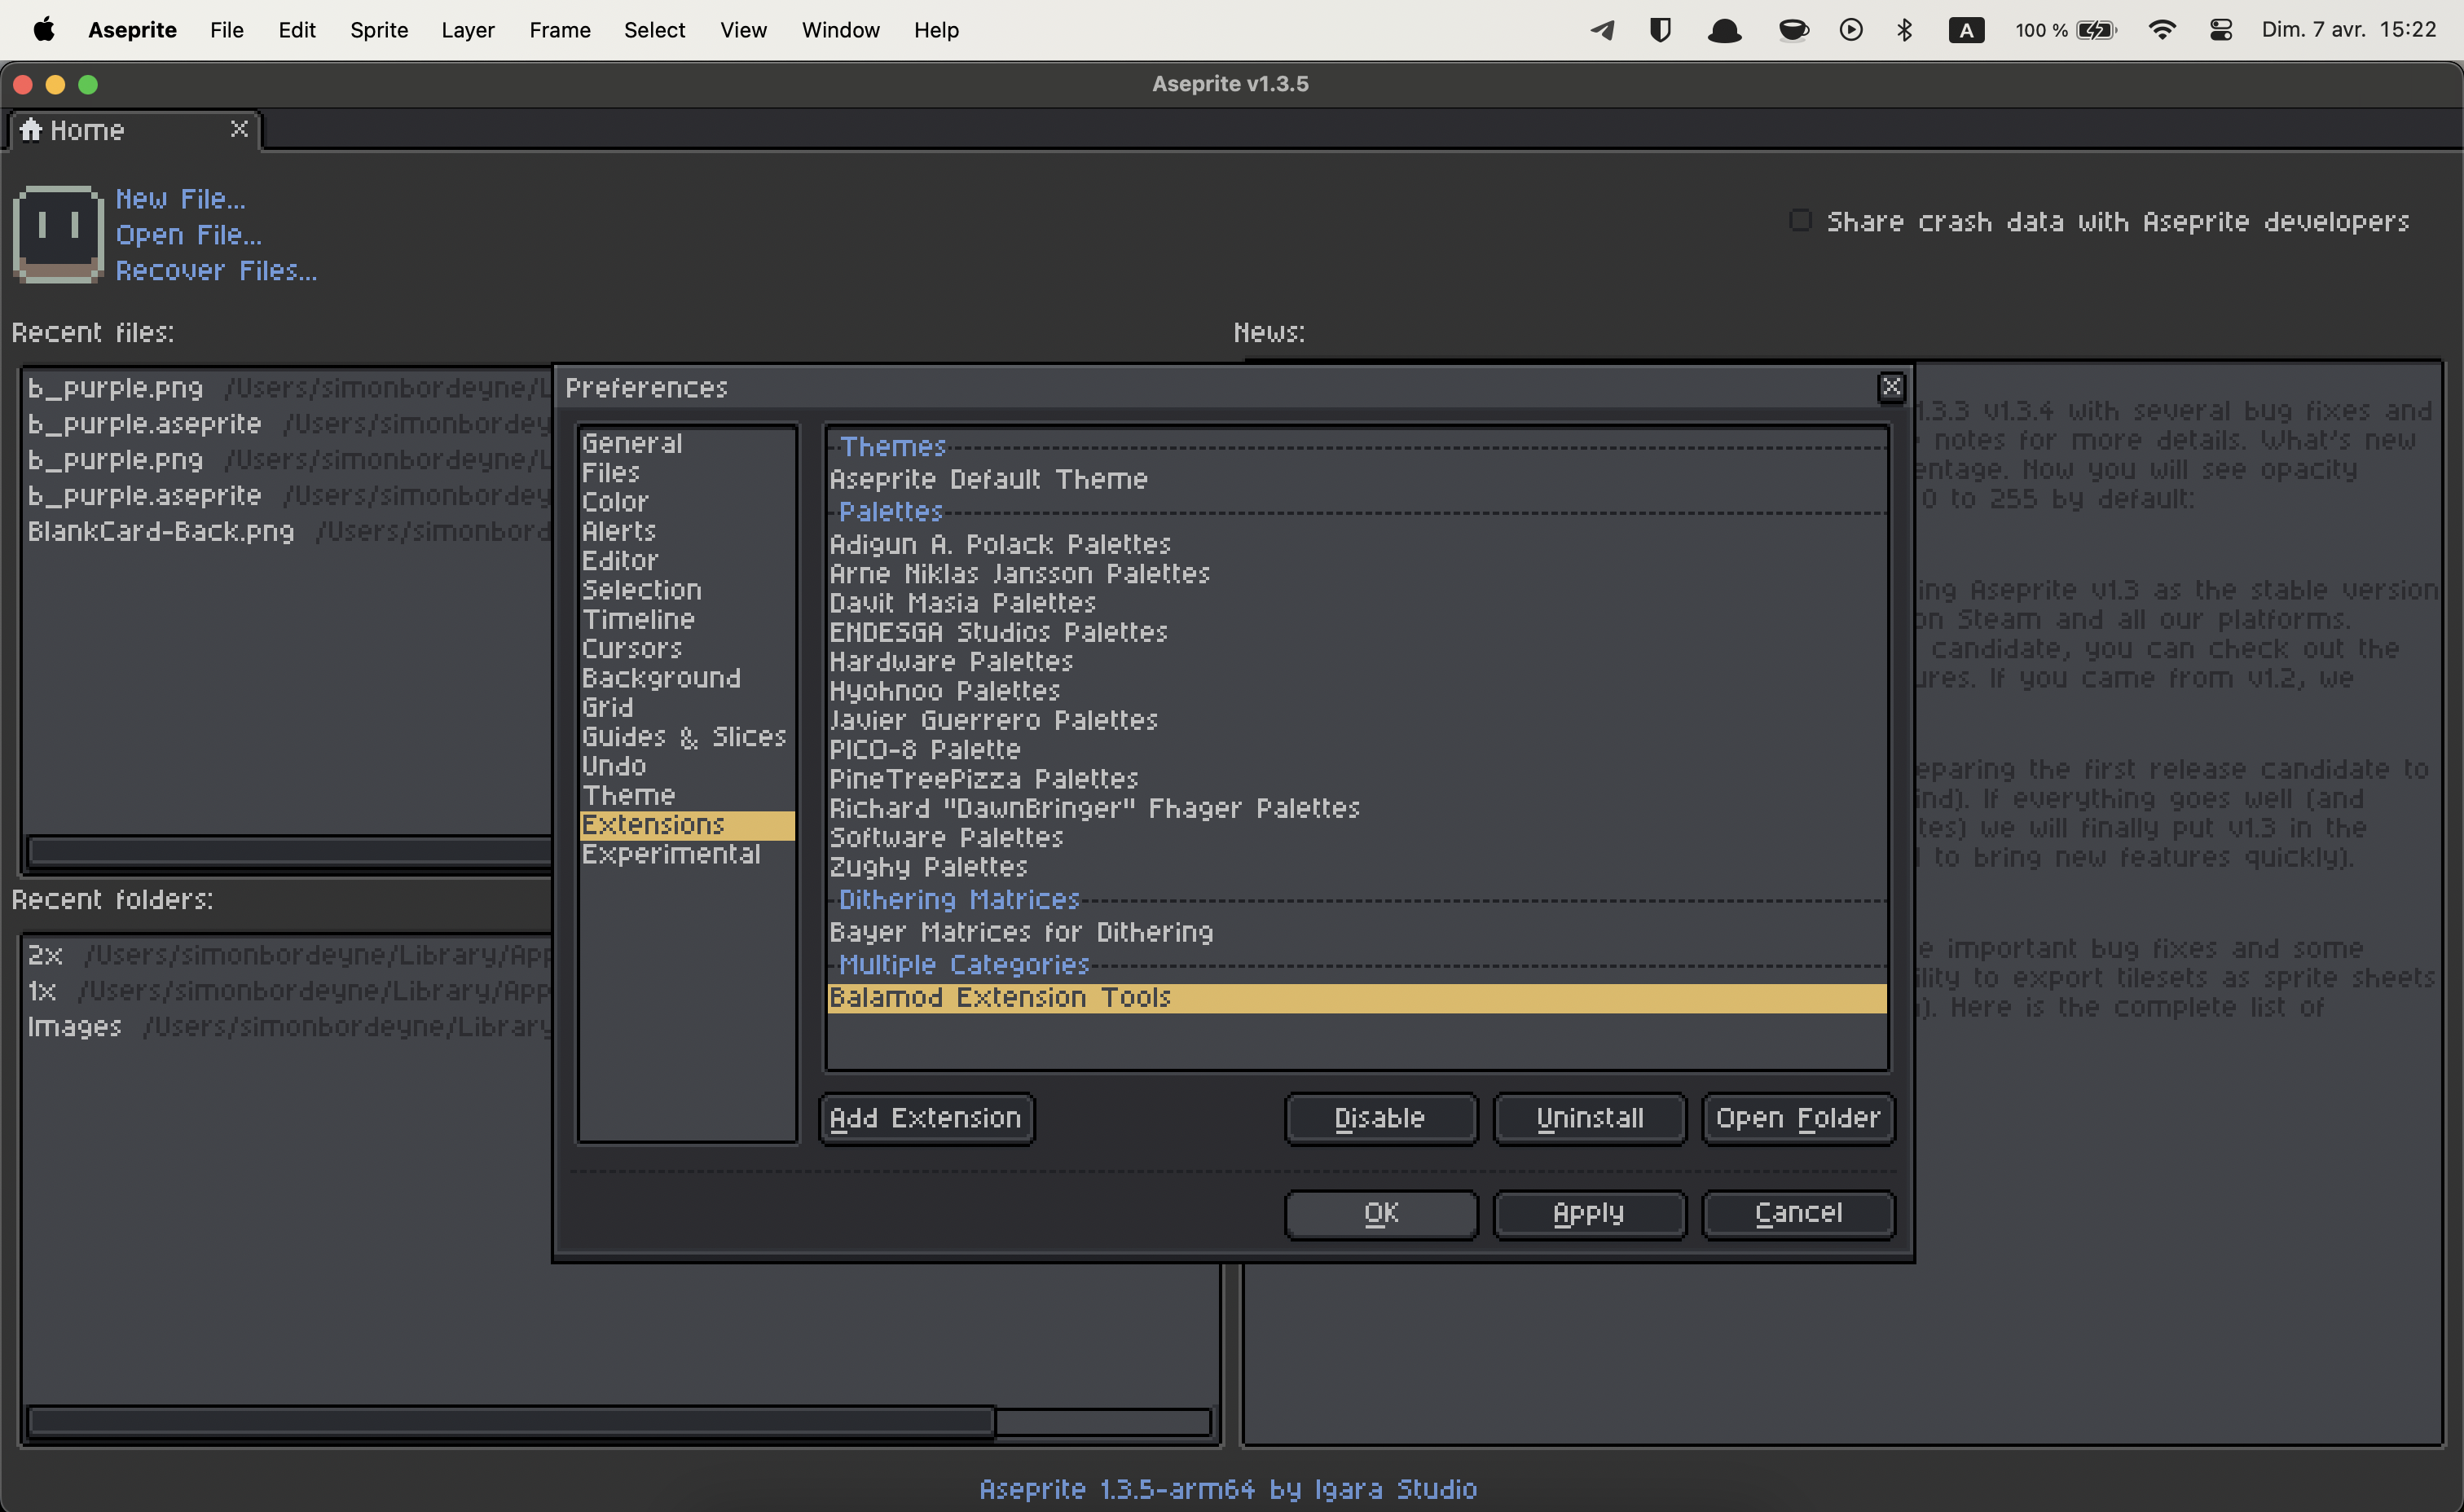 Aseprite File Edit Sprite Layer Frame Select View Window Help A 100 % Dim. 7 avr. 15:22
Aseprite v1.3.5
Home
New File...
Open File...
Recover Files...
Share crash data with Aseprite developers
Recent files:
b_purple.png /Users/simonbordeyne/L
b_purple.aseprite /Users/simonbordey
b_purple.png /Users/simonbordeyne/L
b_purple.aseprite /Users/simonbordey
BlankCard-Back.png /Users/simonbord
Recent folders:
2x /Users/simonbordeyne/Library/App
1x /Users/simonbordeyne/Library/App
Images /Users/simonbordeyne/Library
News:
1.3.3 v1.3.4 with several bug fixes and
notes for more details. What's new
entage. Now you will see opacity
0 to 255 by default:
ing Aseprite v1.3 as the stable version
on Steam and all our platforms.
candidate, you can check out the
ures. If you came from v1.2, we
eparing the first release candidate to
ind). If everything goes well (and
tes) we will finally put v1.3 in the
to bring new features quickly).
e important bug fixes and some
ility to export tilesets as sprite sheets
). Here is the complete list of
Preferences
General
Files
Color
Alerts
Editor
Selection
Timeline
Cursors
Background
Grid
Guides & Slices
Undo
Theme
Extensions
Experimental
Themes
Aseprite Default Theme
Palettes
Adigun A. Polack Palettes
Arne Niklas Jansson Palettes
Davit Masia Palettes
ENDESGA Studios Palettes
Hardware Palettes
Hyohnoo Palettes
Javier Guerrero Palettes
PICO-8 Palette
PineTreePizza Palettes
Richard "DawnBringer" Fhager Palettes
Software Palettes
Zughy Palettes
Dithering Matrices
Bayer Matrices for Dithering
Multiple Categories
Balamod Extension Tools
Add Extension Disable Uninstall Open Folder
OK Apply Cancel
Aseprite 1.3.5-arm64 by Igara Studio